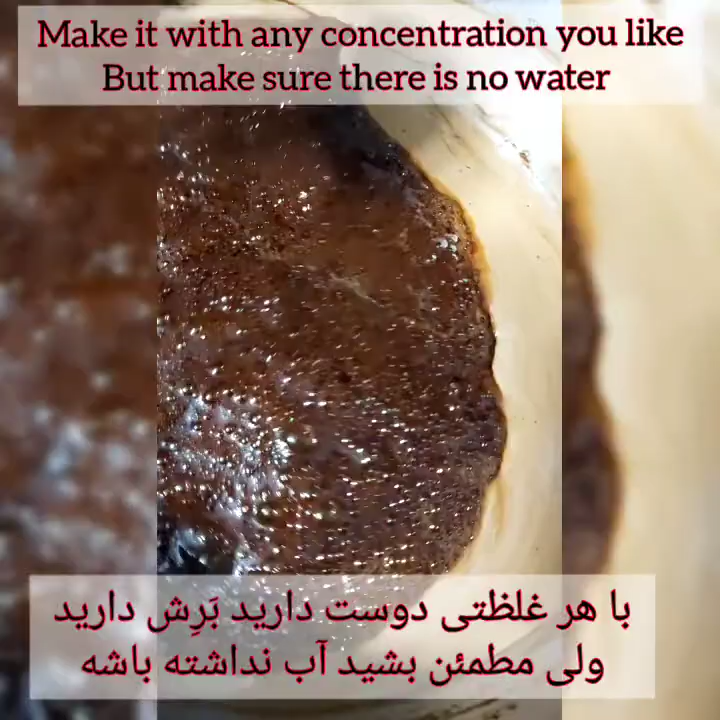 Make it with any concentration you like
But make sure there is no water
با هر غلظتی دوست دارید بَرِش دارید
ولی مطمئن بشید آب نداشته باشه